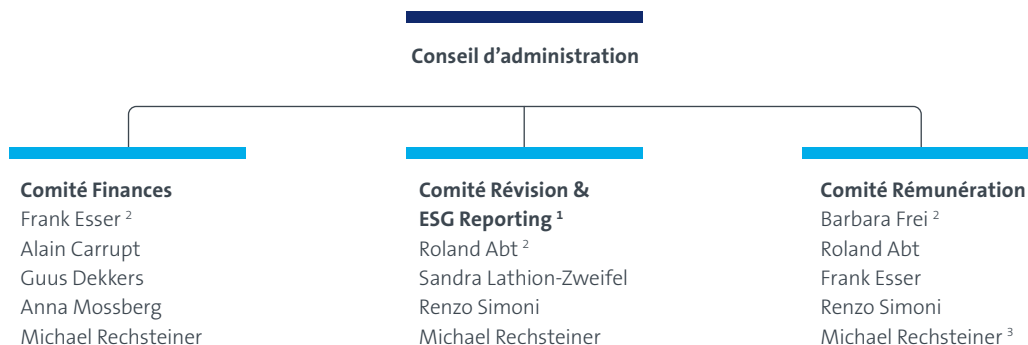 Conseil d’administration
Comité Finances
Frank Esser ²
Alain Carrupt
Guus Dekkers
Anna Mossberg
Michael Rechsteiner
Comité Révision &
ESG Reporting ¹
Roland Abt ²
Sandra Lathion-Zweifel
Renzo Simoni
Michael Rechsteiner
Comité Rémunération
Barbara Frei ²
Roland Abt
Frank Esser
Renzo Simoni
Michael Rechsteiner ³